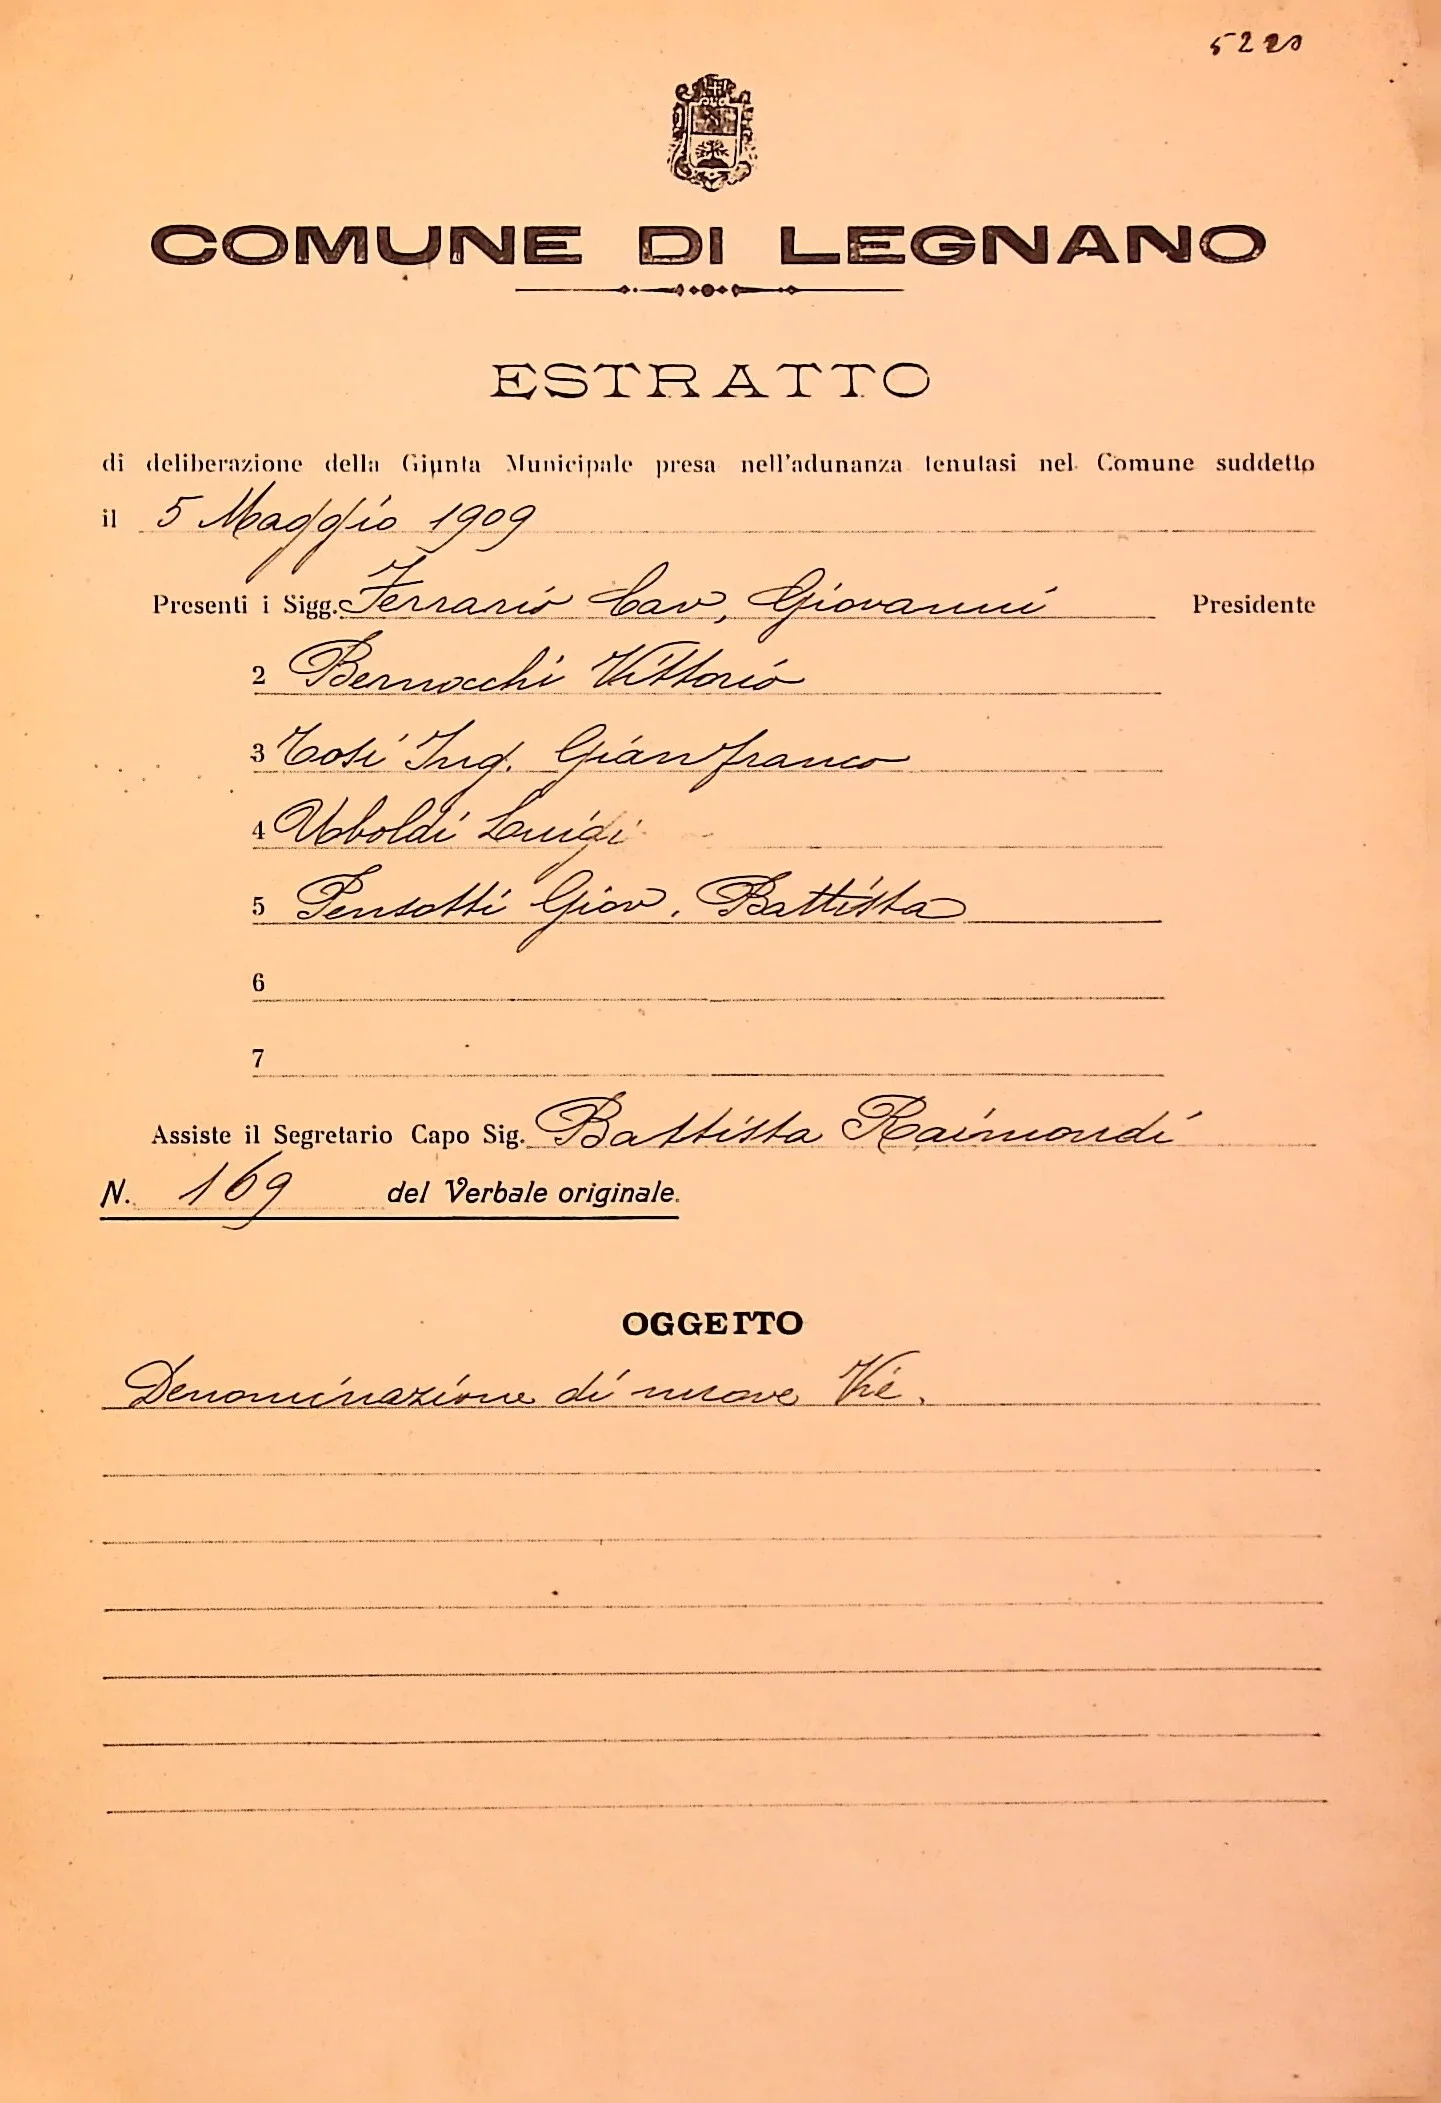 5220
COMUNE DI LEGNANO
ESTRATTO
di deliberazione della Giunta Municipale presa nell'adunanza tenutasi nel Comune suddetto
il 5 Maggio 1909
Presenti i Sigg. Ferrario Cav, Giovanni Presidente
2 Bernocchi Vittorio
3 Tosi Ing. Gianfranco
4 Uboldi Luigi
5 Pensotti Giov. Battista
6
7
Assiste il Segretario Capo Sig. Battista Raimondi
N. 169 del Verbale originale.
OGGETTO
Denominazione di nuove Vie.